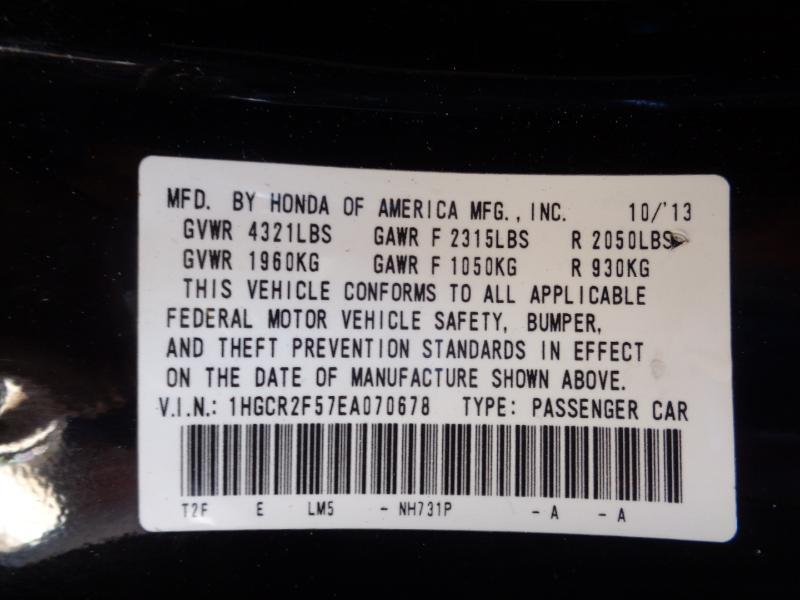 MFD. BY HONDA OF AMERICA MFG., INC. 10/'13
GVWR 4321LBS GAWR F 2315LBS R 2050LBS
GVWR 1960KG GAWR F 1050KG R 930KG
THIS VEHICLE CONFORMS TO ALL APPLICABLE
FEDERAL MOTOR VEHICLE SAFETY, BUMPER,
AND THEFT PREVENTION STANDARDS IN EFFECT
ON THE DATE OF MANUFACTURE SHOWN ABOVE.
V.I.N.: 1HGCR2F57EA070678 TYPE: PASSENGER CAR
T2F E LM5 - NH731P - A - A